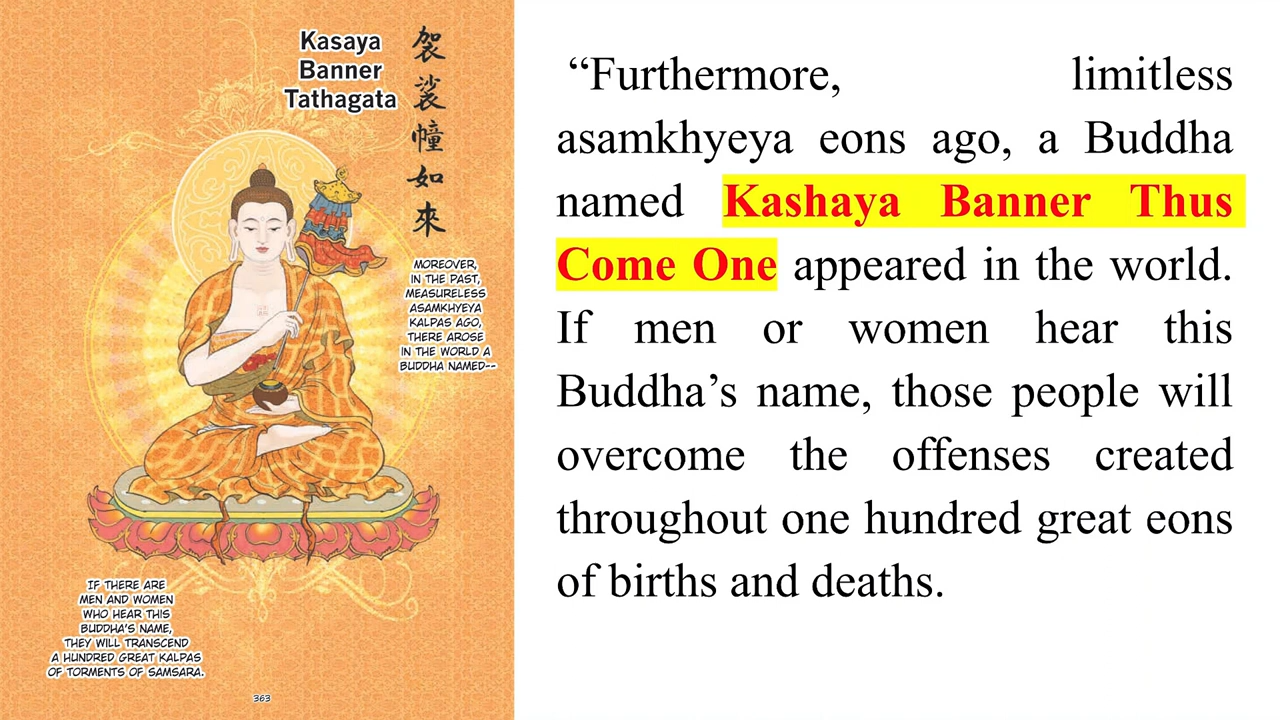 Kasaya
Banner
Tathagata
袈裟幢如來
MOREOVER,
IN THE PAST,
MEASURELESS
ASAMKHYEYA
KALPAS AGO,
THERE AROSE
IN THE WORLD A
BUDDHA NAMED--
IF THERE ARE
MEN AND WOMEN
WHO HEAR THIS
BUDDHA'S NAME,
THEY WILL TRANSCEND
A HUNDRED GREAT KALPAS
OF TORMENTS OF SAMSARA.
363
“Furthermore, limitless
asamkhyeya eons ago, a Buddha
named Kashaya Banner Thus
Come One appeared in the world.
If men or women hear this
Buddha’s name, those people will
overcome the offenses created
throughout one hundred great eons
of births and deaths.